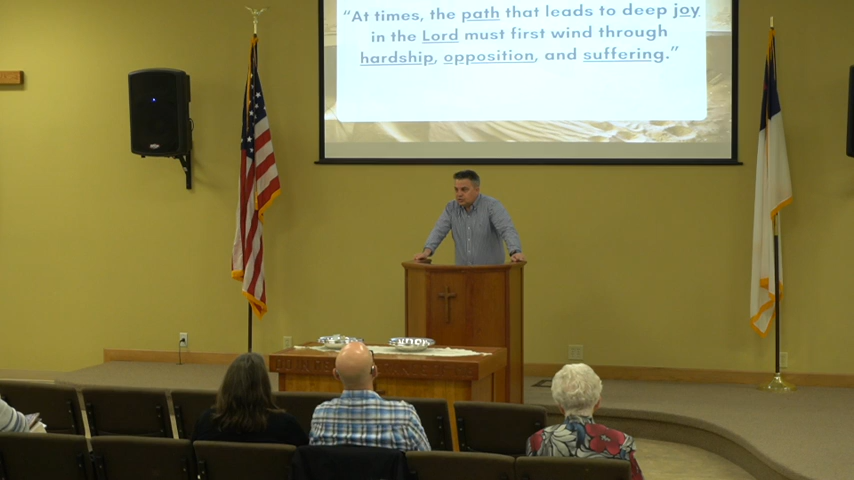 "At times, the path that leads to deep joy
in the Lord must first wind through
hardship, opposition, and suffering."